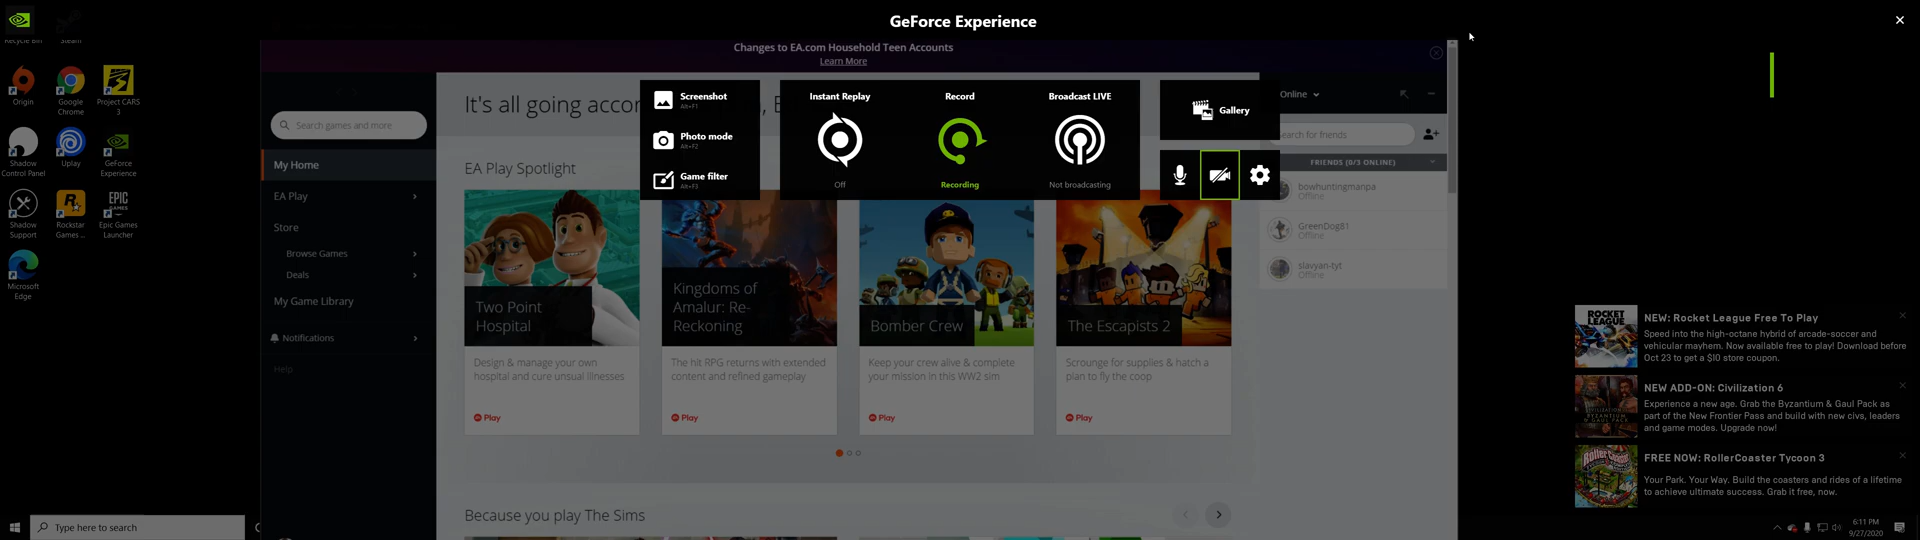 GeForce Experience
Recycle Bin
Steam
Origin
Google Chrome
Project CARS 3
Shadow Control Panel
Uplay
GeForce Experience
Shadow Support
Rockstar Games ...
EPIC GAMES
Epic Games Launcher
Microsoft Edge
Type here to search
Changes to EA.com Household Teen Accounts
Learn More
Search games and more
My Home
EA Play
Store
Browse Games
Deals
My Game Library
Notifications
Help
It's all going accor
Screenshot
Alt+F1
Photo mode
Alt+F2
Game filter
Alt+F3
Instant Replay
Off
Record
Recording
Broadcast LIVE
Not broadcasting
Gallery
EA Play Spotlight
Two Point Hospital
Design & manage your own
hospital and cure unusual illnesses
Play
Kingdoms of Amalur: Re-Reckoning
The hit RPG returns with extended
content and refined gameplay
Play
Bomber Crew
Keep your crew alive & complete
your mission in this WW2 sim
Play
The Escapists 2
Scrounge for supplies & hatch a
plan to fly the coop
Play
Because you play The Sims
Online
earch for friends
FRIENDS (0/3 ONLINE)
bowhuntingmanpa
Offline
GreenDog81
Offline
slavyan-tyt
Offline
ROCKET LEAGUE
NEW: Rocket League Free To Play
Speed into the high-octane hybrid of arcade-soccer and
vehicular mayhem. Now available free to play! Download before
Oct 23 to get a $10 store coupon.
CIVILIZATION VI
BYZANTIUM & GAUL PACK
NEW ADD-ON: Civilization 6
Experience a new age. Grab the Byzantium & Gaul Pack as
part of the New Frontier Pass and build with new civs, leaders
and game modes. Upgrade now!
RollerCoaster Tycoon 3
FREE NOW: RollerCoaster Tycoon 3
Your Park. Your Way. Build the coasters and rides of a lifetime
to achieve ultimate success. Grab it free, now.
6:11 PM
9/27/2020